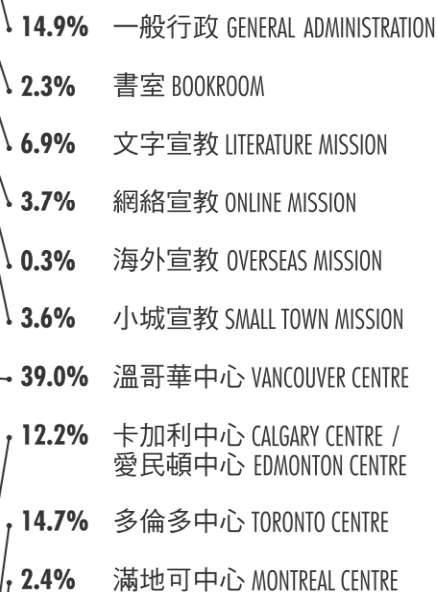 14.9% 一般行政 GENERAL ADMINISTRATION
2.3% 書室 BOOKROOM
6.9% 文字宣教 LITERATURE MISSION
3.7% 網絡宣教 ONLINE MISSION
0.3% 海外宣教 OVERSEAS MISSION
3.6% 小城宣教 SMALL TOWN MISSION
39.0% 溫哥華中心 VANCOUVER CENTRE
12.2% 卡加利中心 CALGARY CENTRE /
愛民頓中心 EDMONTON CENTRE
14.7% 多倫多中心 TORONTO CENTRE
2.4% 滿地可中心 MONTREAL CENTRE